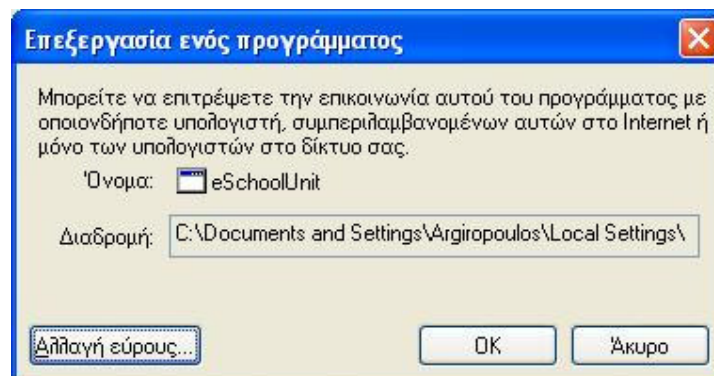 Επεξεργασία ενός προγράμματος
Μπορείτε να επιτρέψετε την επικοινωνία αυτού του προγράμματος με
οποιονδήποτε υπολογιστή, συμπεριλαμβανομένων αυτών στο Internet ή
μόνο των υπολογιστών στο δίκτυο σας.
Όνομα: eSchoolUnit
Διαδρομή: C:\Documents and Settings\Argiropoulos\Local Settings\
Αλλαγή εύρους... OK Άκυρο